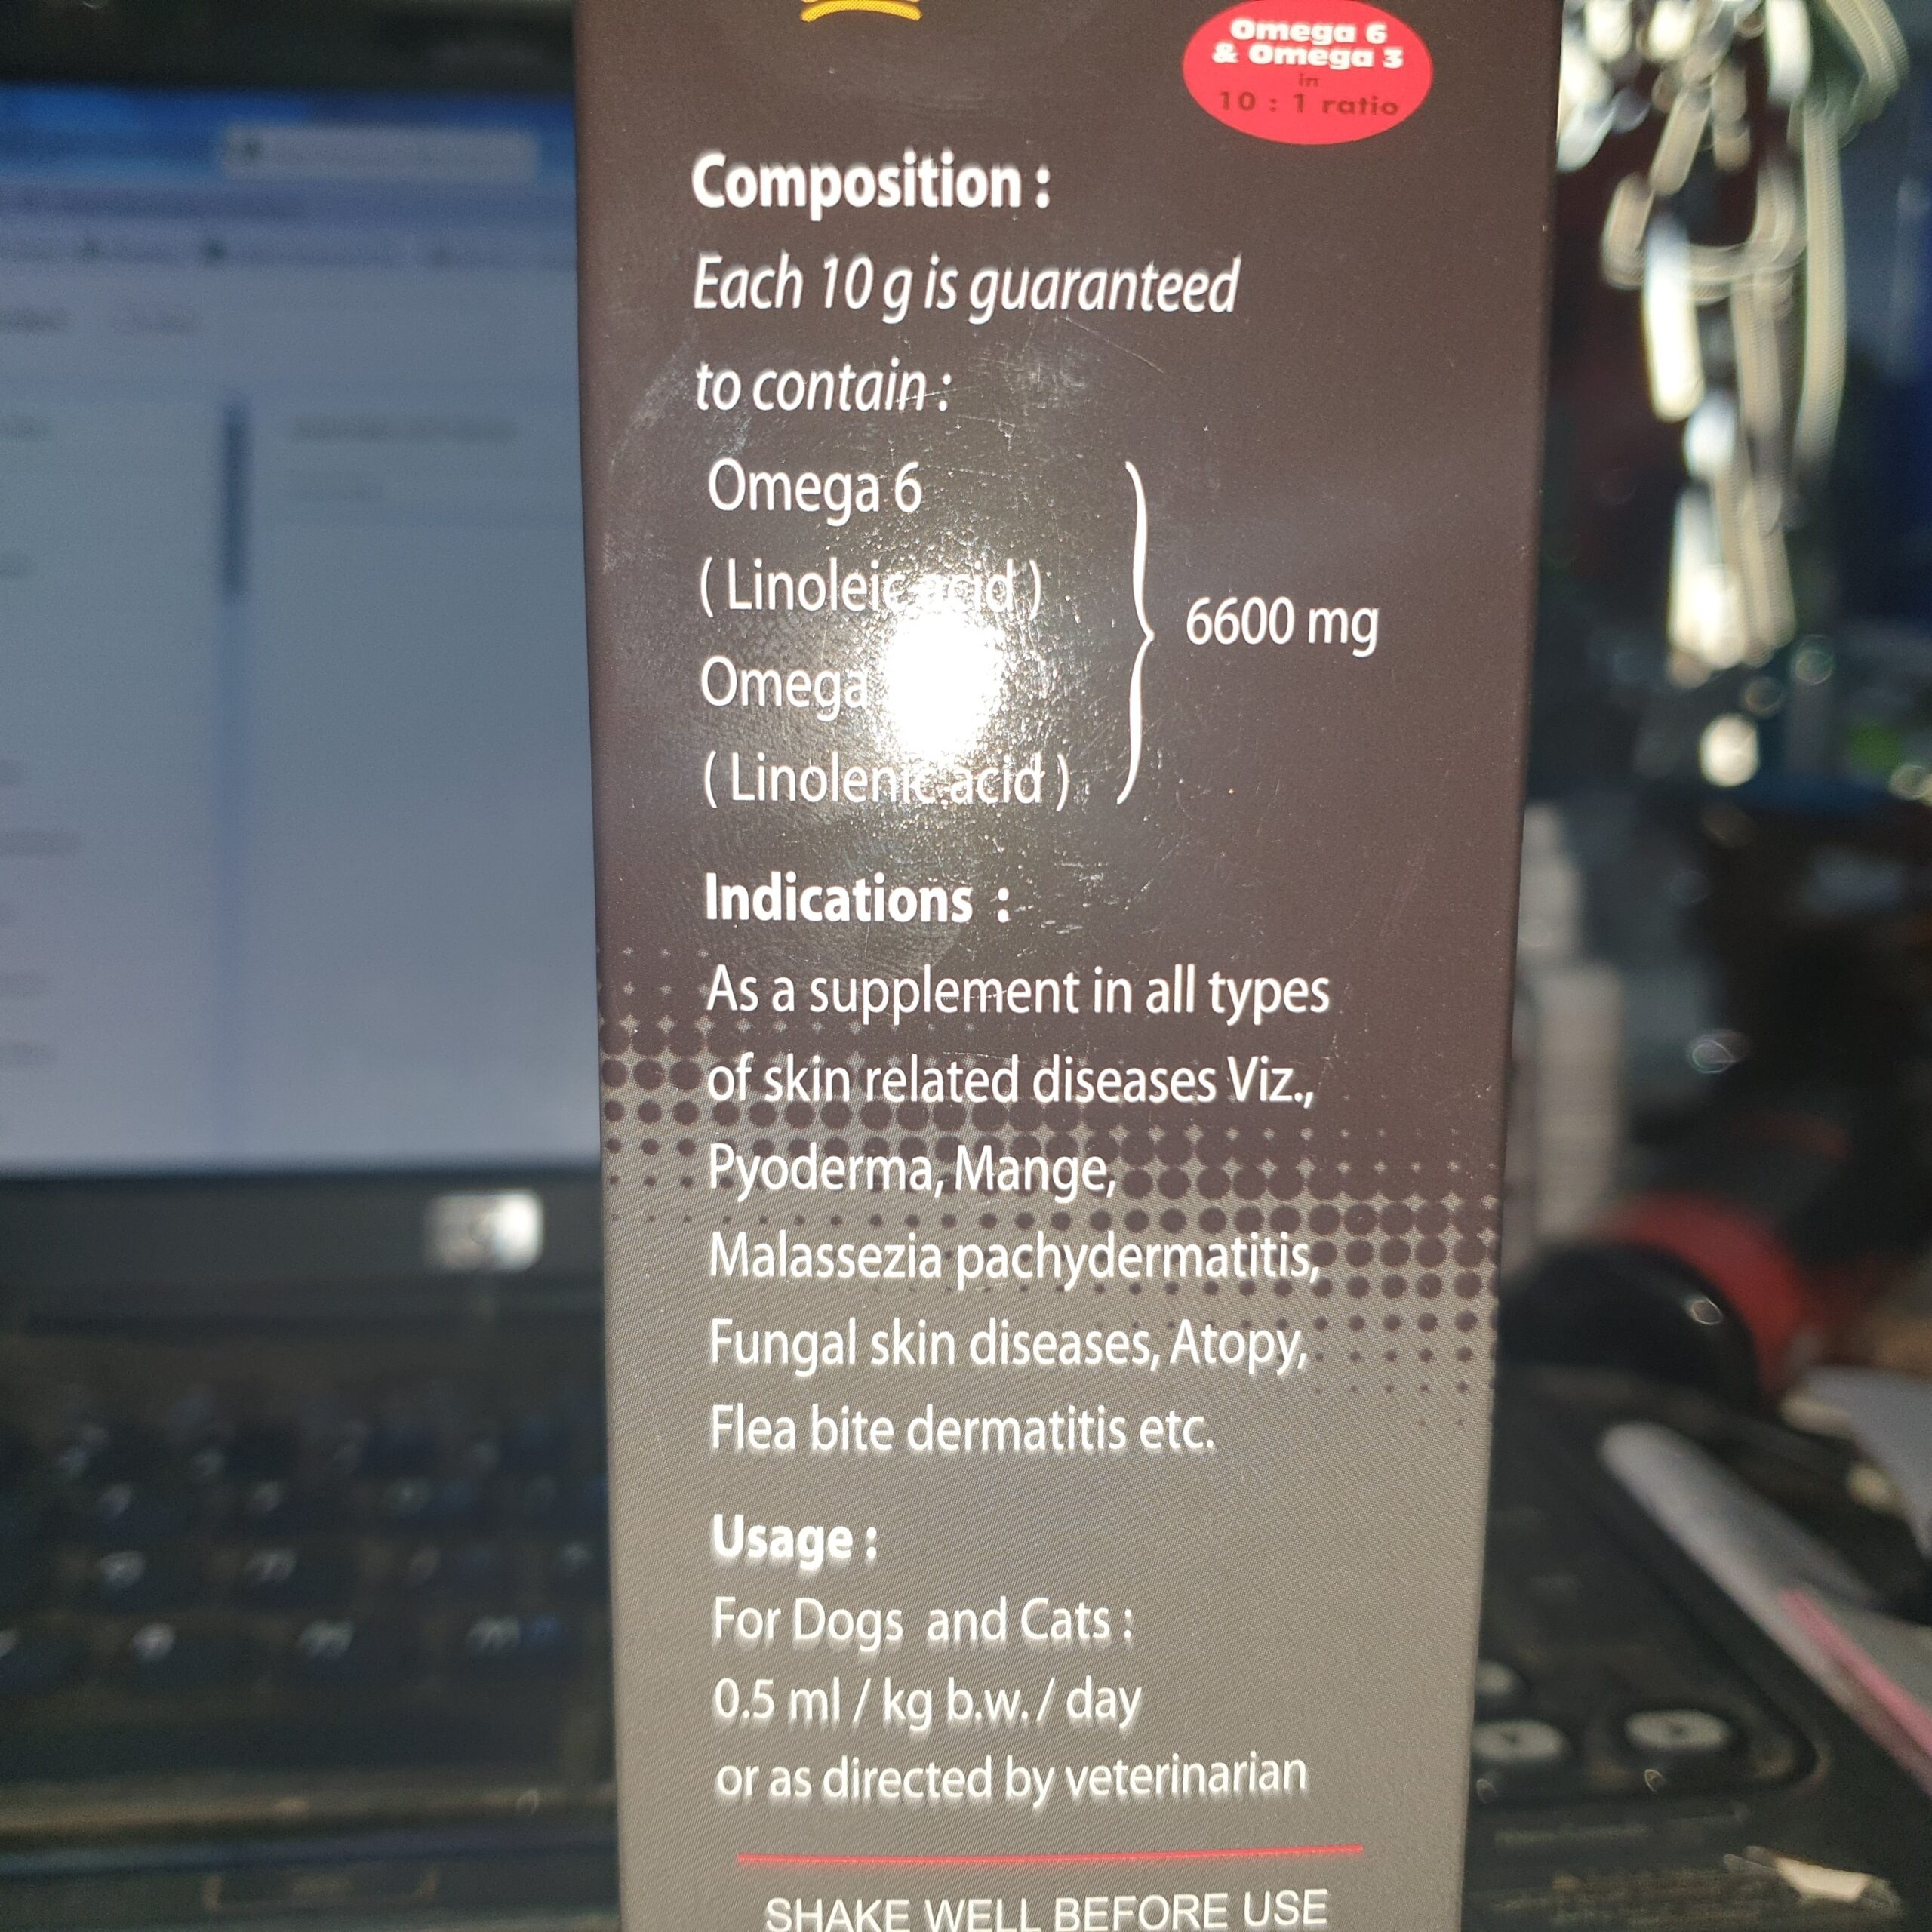 Omega 6
& Omega 3
in
10 : 1 ratio
Composition :
Each 10 g is guaranteed
to contain :
Omega 6
( Linoleic acid )
6600 mg
Omega
( Linolenic acid )
Indications :
As a supplement in all types
of skin related diseases Viz.,
Pyoderma, Mange,
Malassezia pachydermatitis,
Fungal skin diseases, Atopy,
Flea bite dermatitis etc.
Usage :
For Dogs and Cats :
0.5 ml / kg b.w. / day
or as directed by veterinarian
SHAKE WELL BEFORE USE